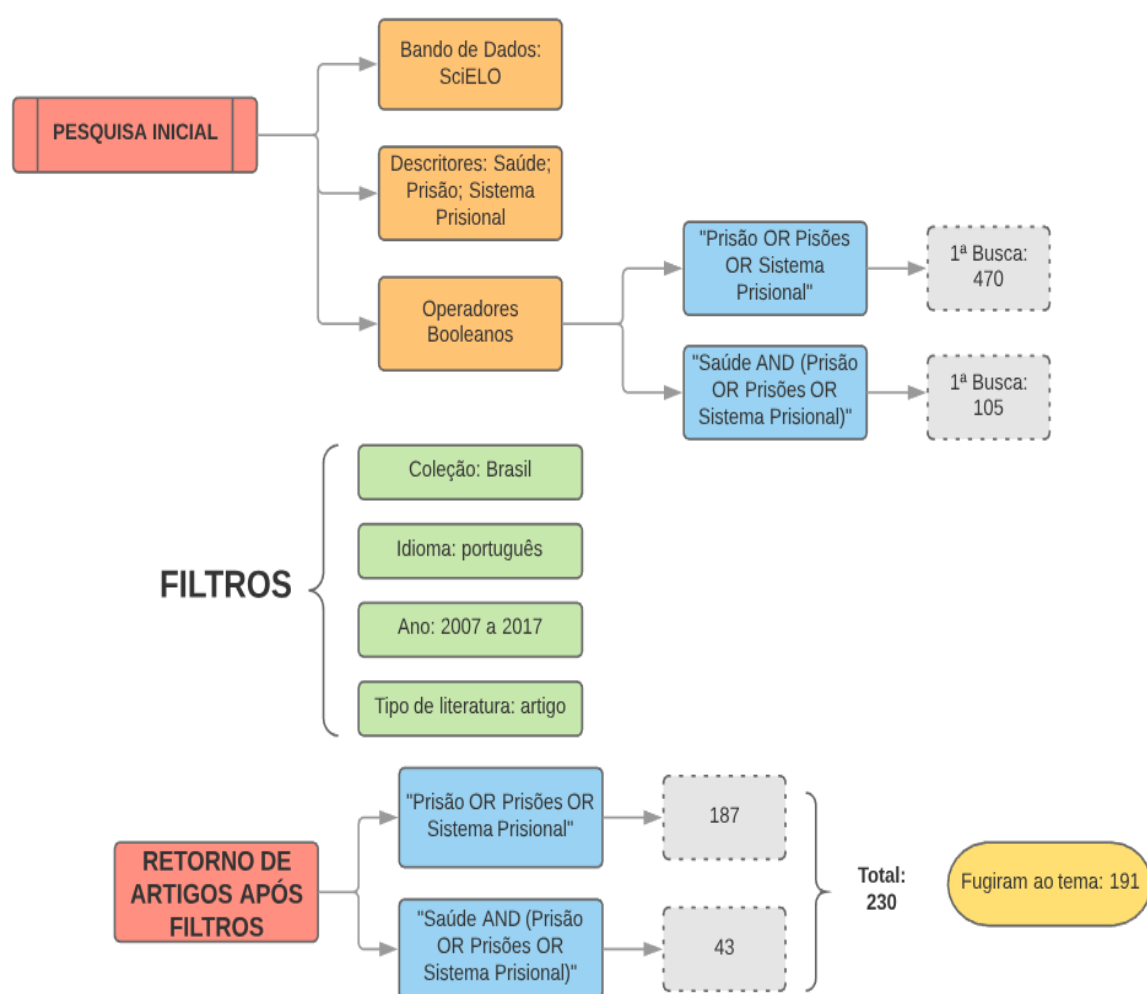 PESQUISA INICIAL
Bando de Dados:
SciELO
Descritores: Saúde;
Prisão; Sistema
Prisional
Operadores
Booleanos
"Prisão OR Pisões
OR Sistema
Prisional"
1ª Busca:
470
"Saúde AND (Prisão
OR Prisões OR
Sistema Prisional)"
1ª Busca:
105
FILTROS
Coleção: Brasil
Idioma: português
Ano: 2007 a 2017
Tipo de literatura: artigo
RETORNO DE
ARTIGOS APÓS
FILTROS
"Prisão OR Prisões OR
Sistema Prisional"
187
"Saúde AND (Prisão
OR Prisões OR
Sistema Prisional)"
43
Total:
230
Fugiram ao tema: 191